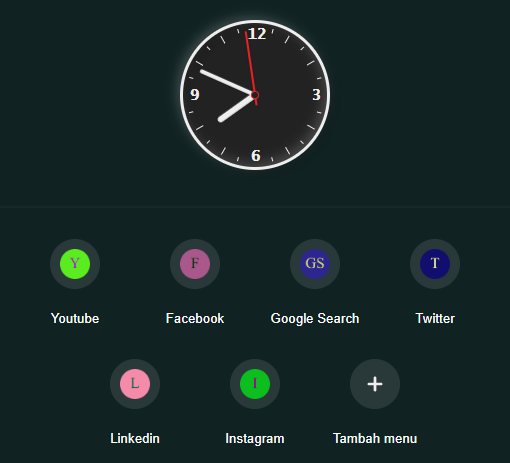 12
9 3
6
Y F GS T
Youtube Facebook Google Search Twitter
L I
Linkedin Instagram Tambah menu